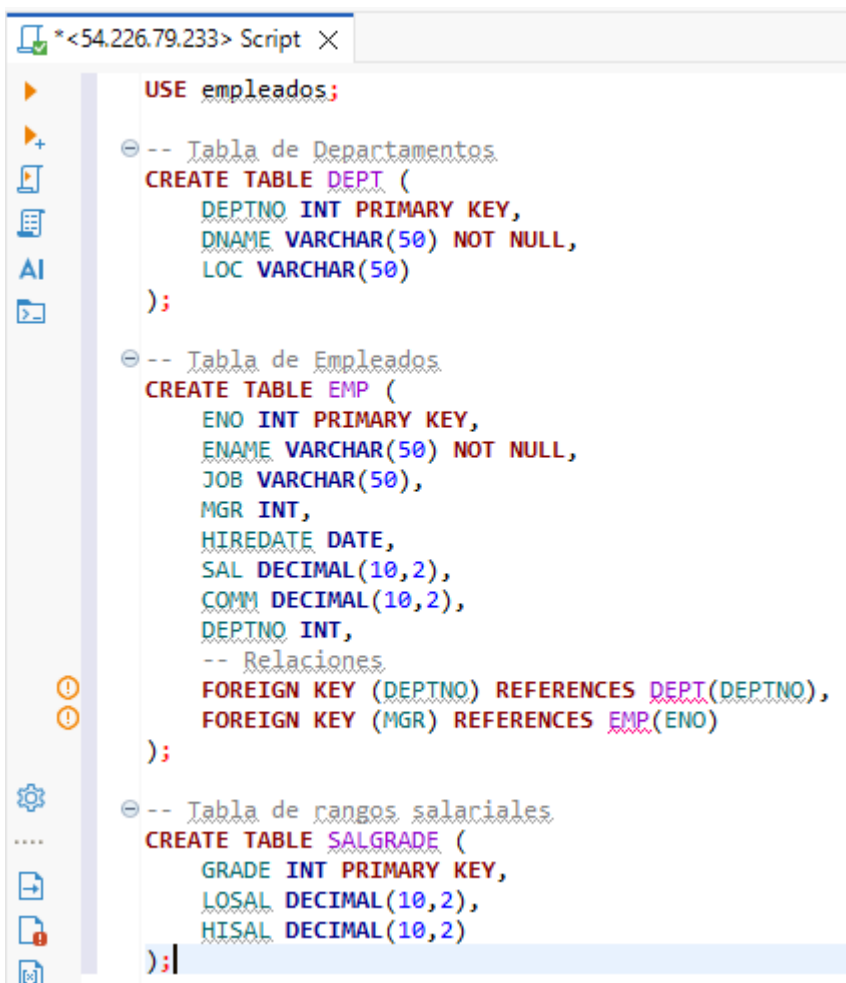 *<54.226.79.233> Script
USE empleados;
-- Tabla de Departamentos
CREATE TABLE DEPT (
DEPTNO INT PRIMARY KEY,
DNAME VARCHAR(50) NOT NULL,
LOC VARCHAR(50)
);
-- Tabla de Empleados
CREATE TABLE EMP (
ENO INT PRIMARY KEY,
ENAME VARCHAR(50) NOT NULL,
JOB VARCHAR(50),
MGR INT,
HIREDATE DATE,
SAL DECIMAL(10,2),
COMM DECIMAL(10,2),
DEPTNO INT,
-- Relaciones
FOREIGN KEY (DEPTNO) REFERENCES DEPT(DEPTNO),
FOREIGN KEY (MGR) REFERENCES EMP(ENO)
);
-- Tabla de rangos salariales
CREATE TABLE SALGRADE (
GRADE INT PRIMARY KEY,
LOSAL DECIMAL(10,2),
HISAL DECIMAL(10,2)
);
AI